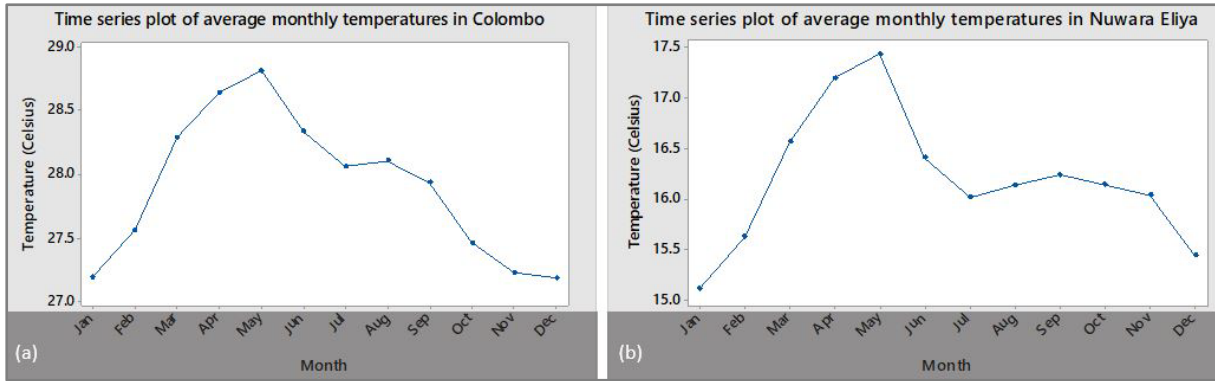 Time series plot of average monthly temperatures in Colombo
29.0
28.5
28.0
27.5
27.0
Temperature (Celsius)
Jan Feb Mar Apr May Jun Jul Aug Sep Oct Nov Dec
(a)
Month
Time series plot of average monthly temperatures in Nuwara Eliya
17.5
17.0
16.5
16.0
15.5
15.0
Temperature (Celsius)
Jan Feb Mar Apr May Jun Jul Aug Sep Oct Nov Dec
(b)
Month